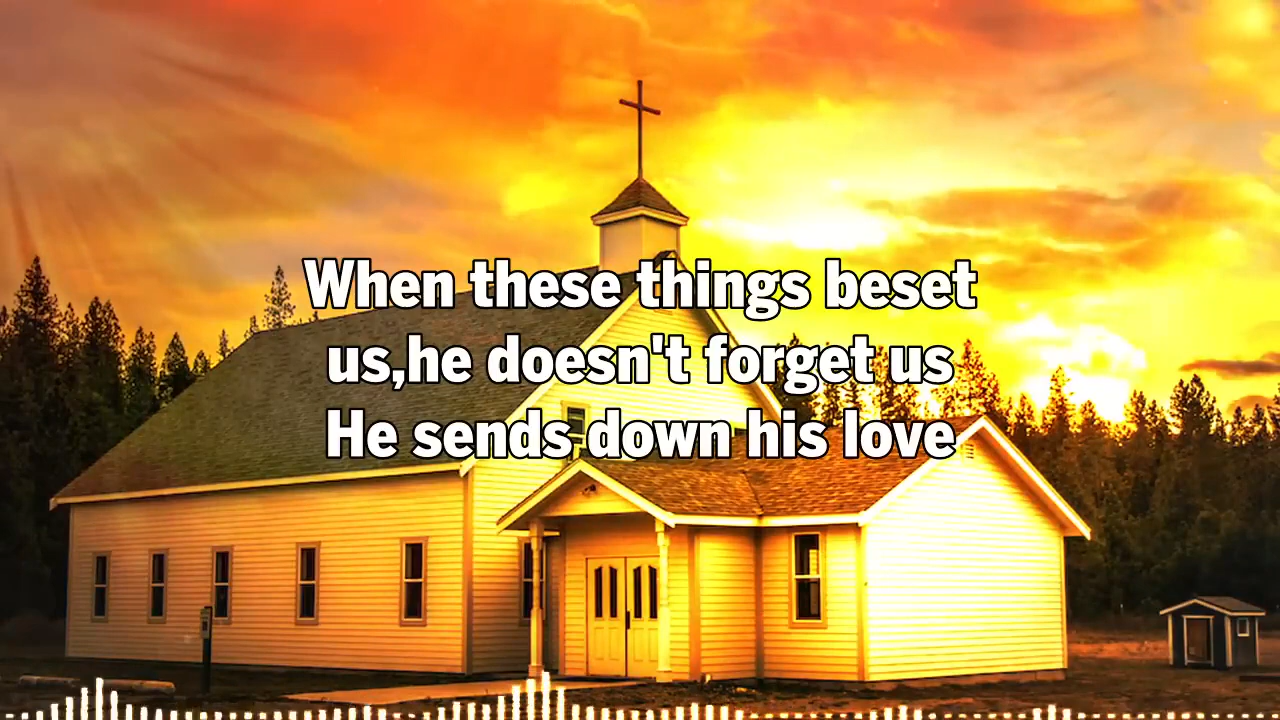 When these things beset
us,he doesn't forget us
He sends down his love